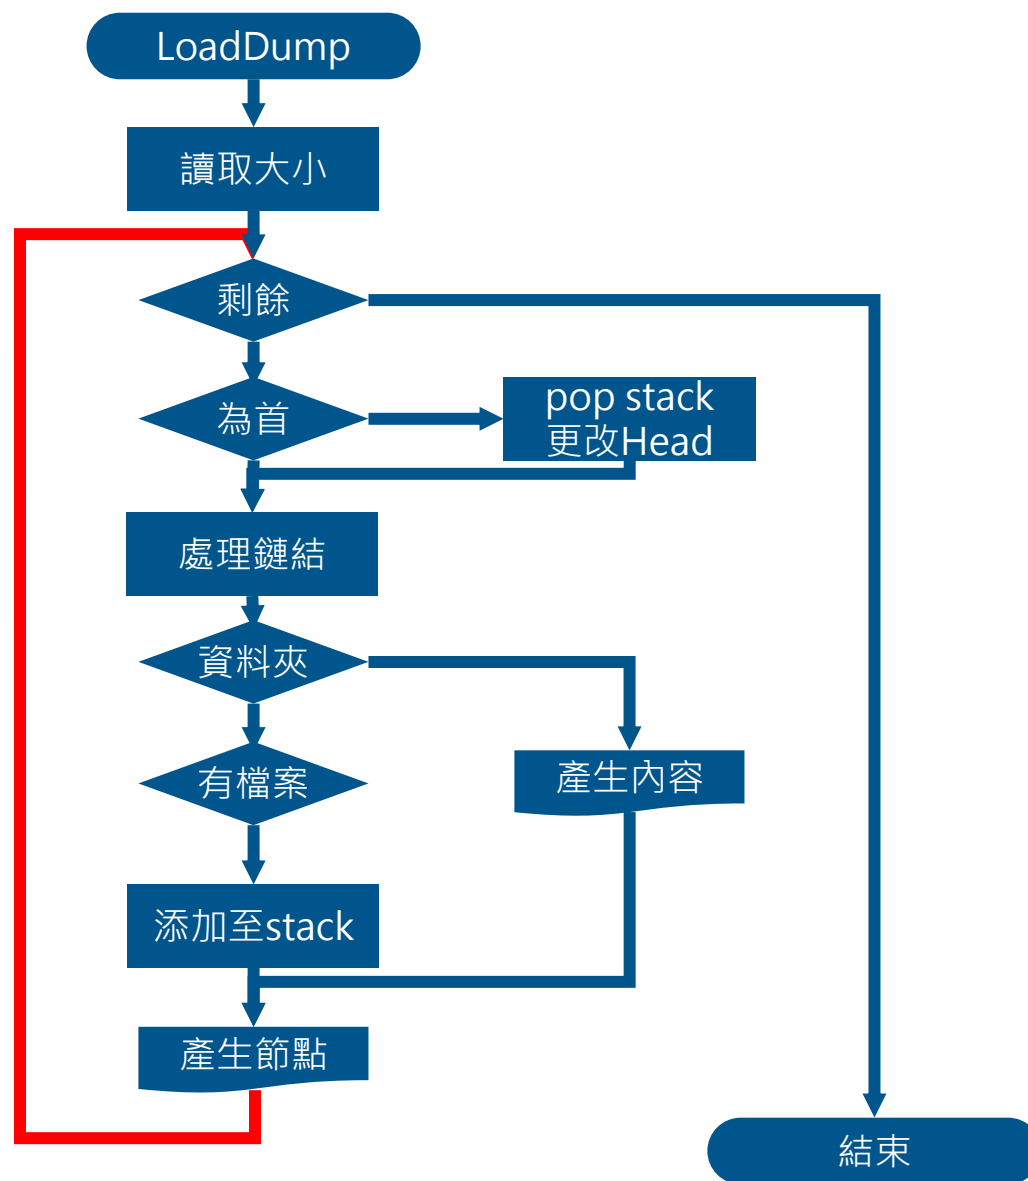 LoadDump
讀取大小
剩餘
為首
pop stack
更改Head
處理鏈結
資料夾
有檔案
產生內容
添加至stack
產生節點
結束